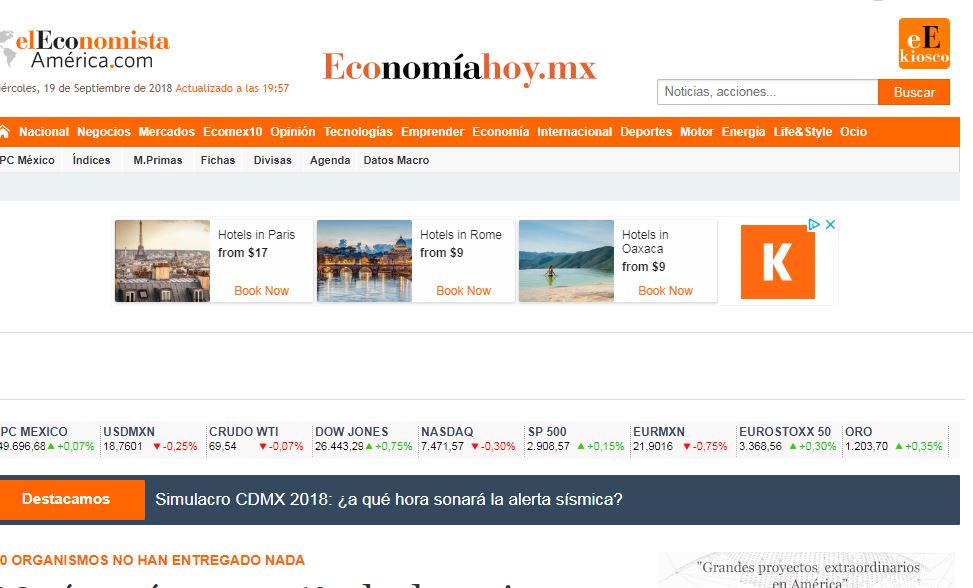 elEconomista
América.com
Economíahoy.mx
eE
kiosco
ércoles, 19 de Septiembre de 2018 Actualizado a las 19:57
Noticias, acciones...
Buscar
Nacional Negocios Mercados Ecomex10 Opinión Tecnologías Emprender Economía Internacional Deportes Motor Energía Life&Style Ocio
PC México Índices M.Primas Fichas Divisas Agenda Datos Macro
Hotels in Paris
from $17
Book Now
Hotels in Rome
from $9
Book Now
Hotels in
Oaxaca
from $9
Book Now
K
PC MEXICO USDMXN CRUDO WTI DOW JONES NASDAQ SP 500 EURMXN EUROSTOXX 50 ORO
49.696,68 ▲ +0,07% 18,7601 ▼ -0,25% 69,54 ▼ -0,07% 26.443,29 ▲ +0,75% 7.471,57 ▼ -0,30% 2.908,57 ▲ +0,15% 21,9016 ▼ -0,75% 3.368,56 ▲ +0,30% 1.203,70 ▲ +0,35%
Destacamos
Simulacro CDMX 2018: ¿a qué hora sonará la alerta sísmica?
0 ORGANISMOS NO HAN ENTREGADO NADA
"Grandes proyectos, extraordinarios
en América"